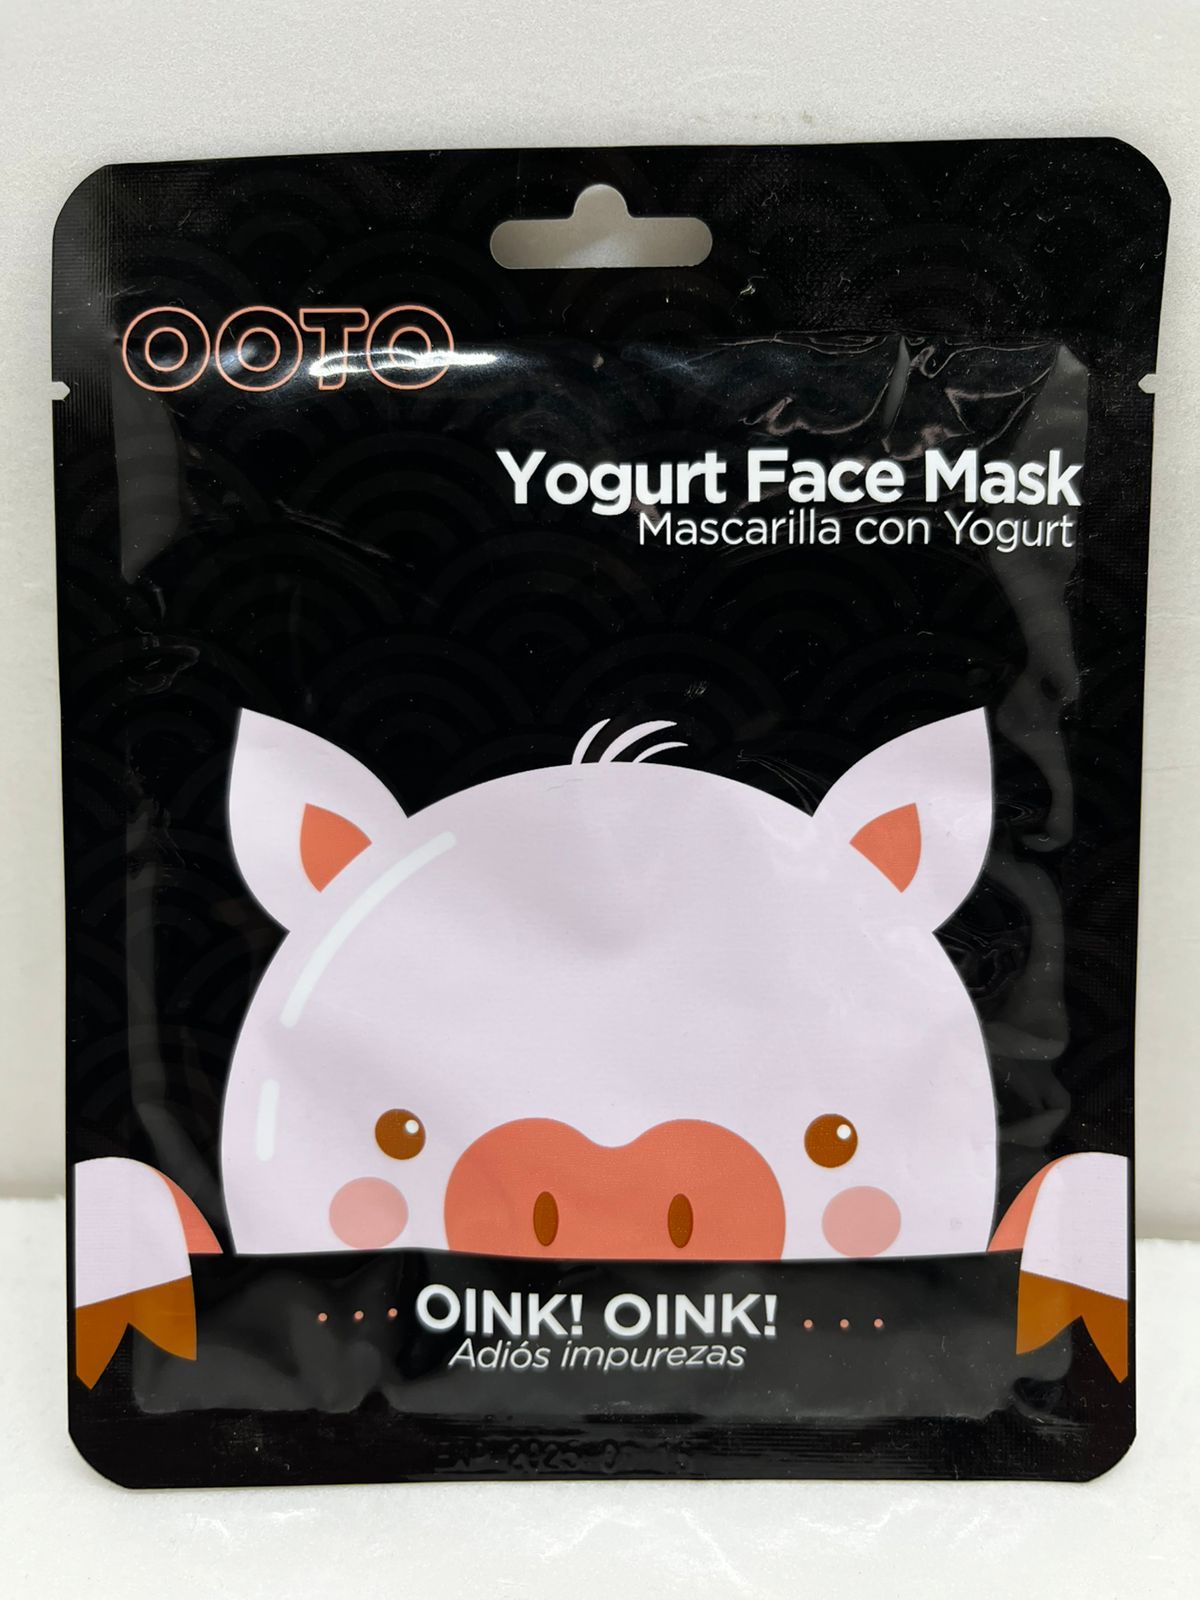 OOTO
Yogurt Face Mask
Mascarilla con Yogurt
... OINK! OINK! ...
Adiós impurezas